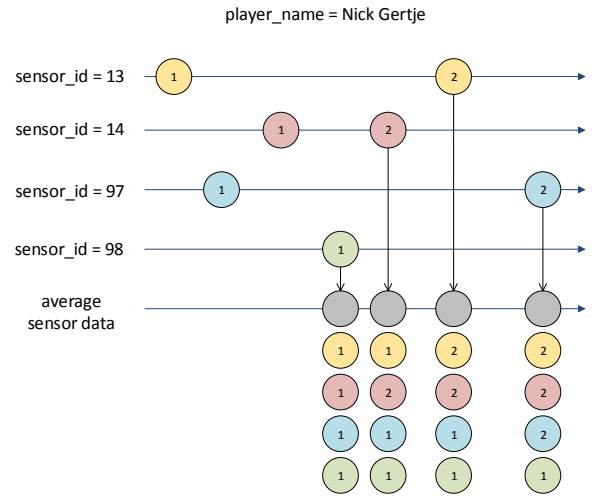 player_name = Nick Gertje
sensor_id = 13
1
2
sensor_id = 14
1
2
sensor_id = 97
1
2
sensor_id = 98
1
average
sensor data
1 1 2 2
1 2 2 2
1 1 1 2
1 1 1 1